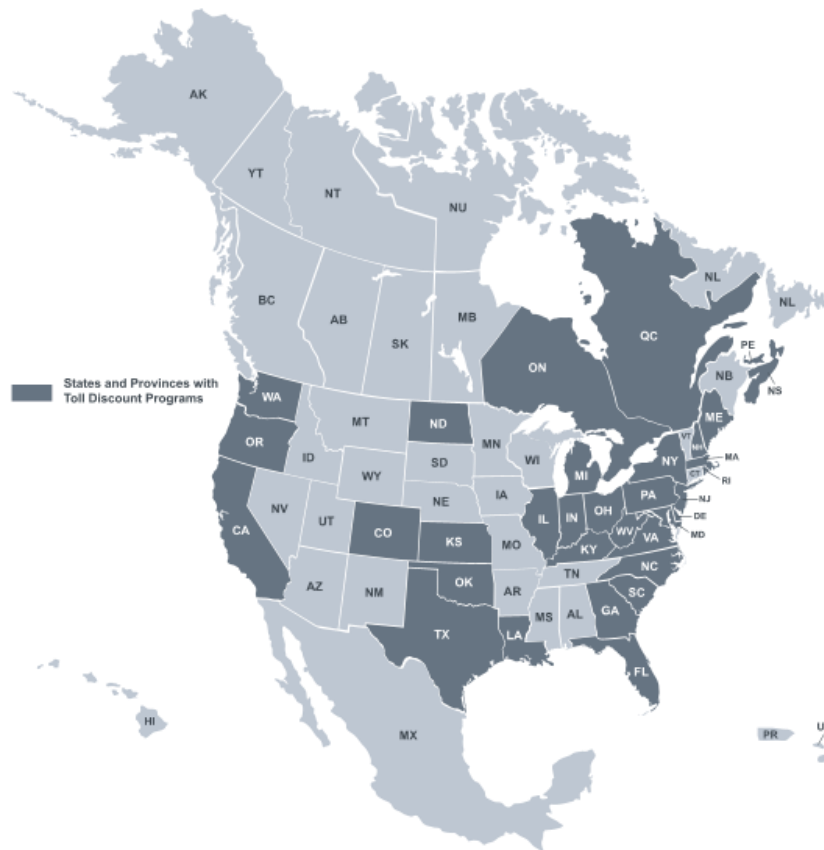 AK
YT
NT
NU
BC
AB
SK
MB
NL
NL
QC
ON
PE
NB
NS
States and Provinces with
Toll Discount Programs
WA
MT
ND
MN
ME
VT
NH
OR
ID
SD
WI
MI
NY
MA
CT
RI
WY
NV
UT
NE
IA
IL
IN
OH
PA
NJ
DE
MD
CA
CO
KS
MO
KY
WV
VA
AZ
NM
OK
AR
TN
NC
SC
TX
LA
MS
AL
GA
FL
HI
MX
PR
U